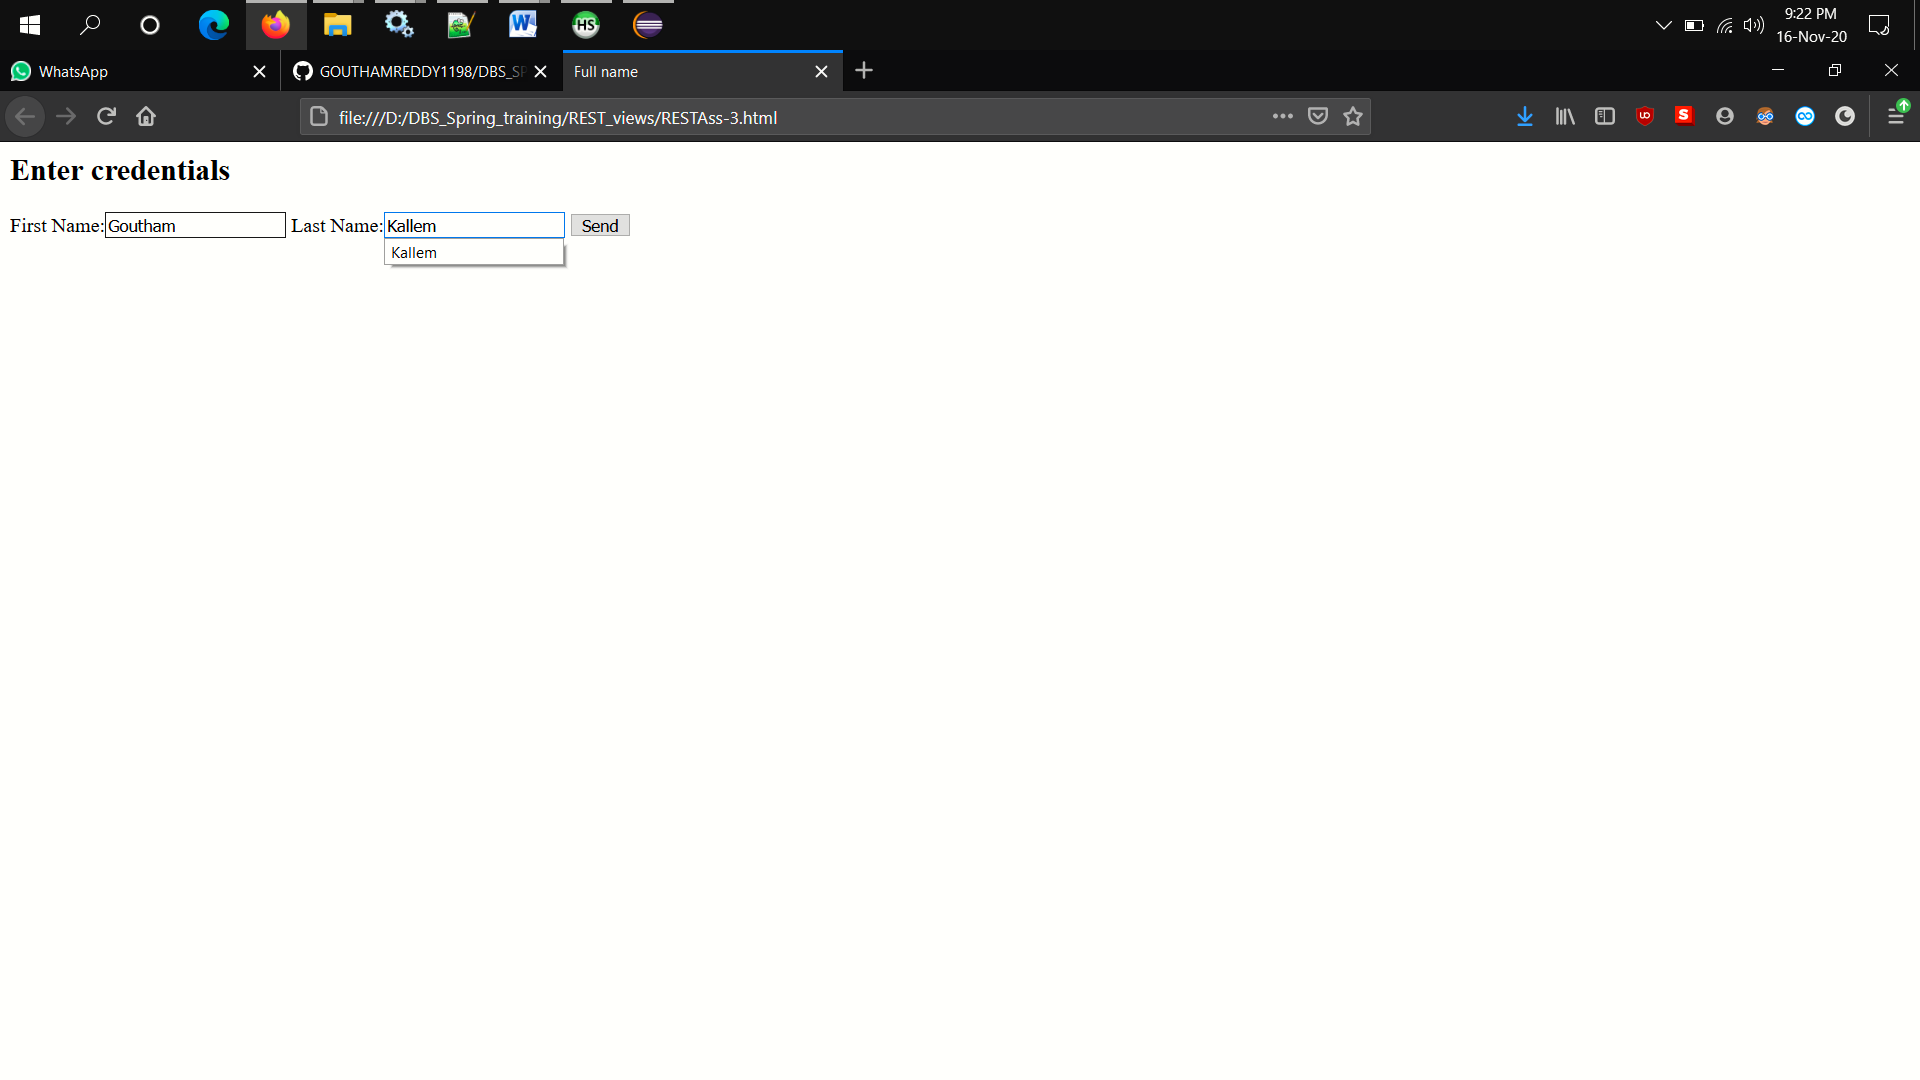 9:22 PM
16-Nov-20
WhatsApp
GOUTHAMREDDY1198/DBS_SP
Full name
file:///D:/DBS_Spring_training/REST_views/RESTAss-3.html
Enter credentials
First Name: Goutham Last Name: Kallem Send
Kallem